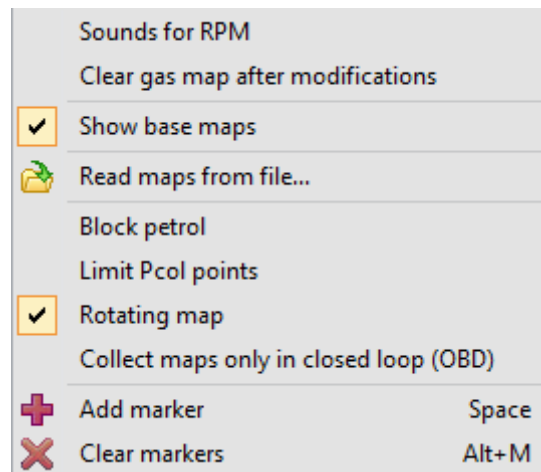 Sounds for RPM
Clear gas map after modifications
Show base maps
Read maps from file...
Block petrol
Limit Pcol points
Rotating map
Collect maps only in closed loop (OBD)
Add marker Space
Clear markers Alt+M